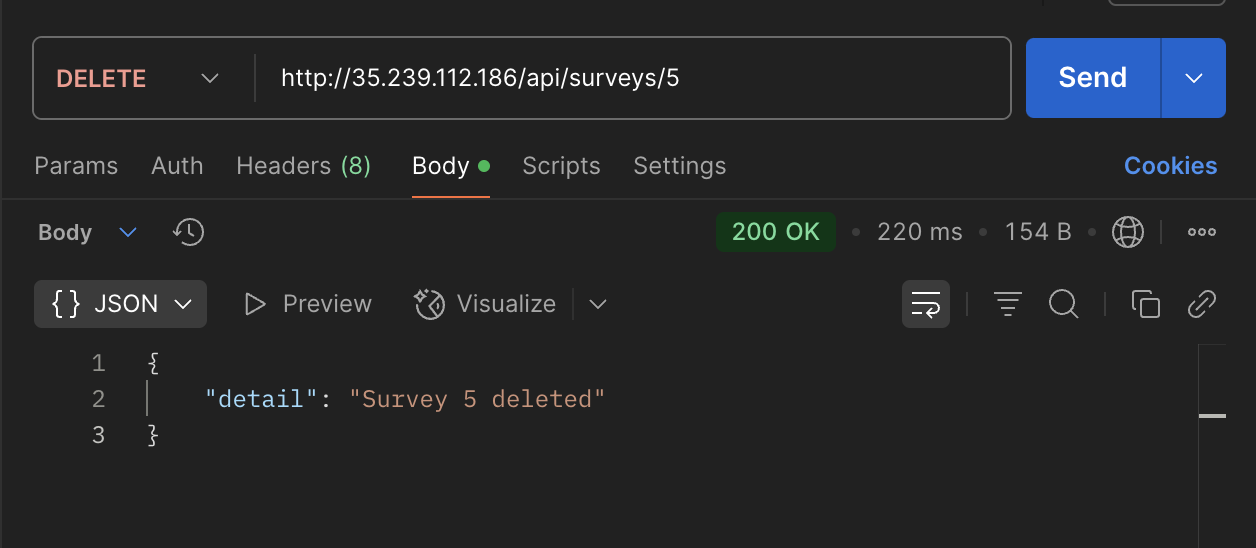 DELETE http://35.239.112.186/api/surveys/5 Send
Params Auth Headers (8) Body Scripts Settings Cookies
Body 200 OK 220 ms 154 B
{} JSON Preview Visualize
1 {
2 "detail": "Survey 5 deleted"
3 }